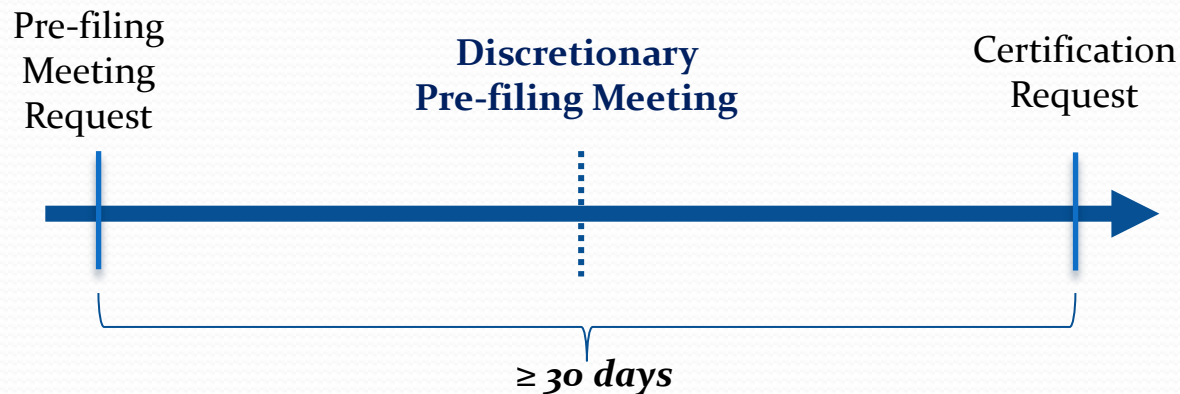 Pre-filing
Meeting
Request
Discretionary
Pre-filing Meeting
Certification
Request
≥ 30 days